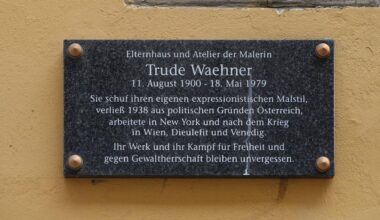 Elternhaus und Atelier der Malerin
Trude Waehner
11. August 1900 - 18. Mai 1979
Sie schuf ihren eigenen expressionistischen Malstil,
verließ 1938 aus politischen Gründen Österreich,
arbeitete in New York und nach dem Krieg
in Wien, Dieulefit und Venedig.
Ihr Werk und ihr Kampf für Freiheit und
gegen Gewaltherrschaft bleiben unvergessen.